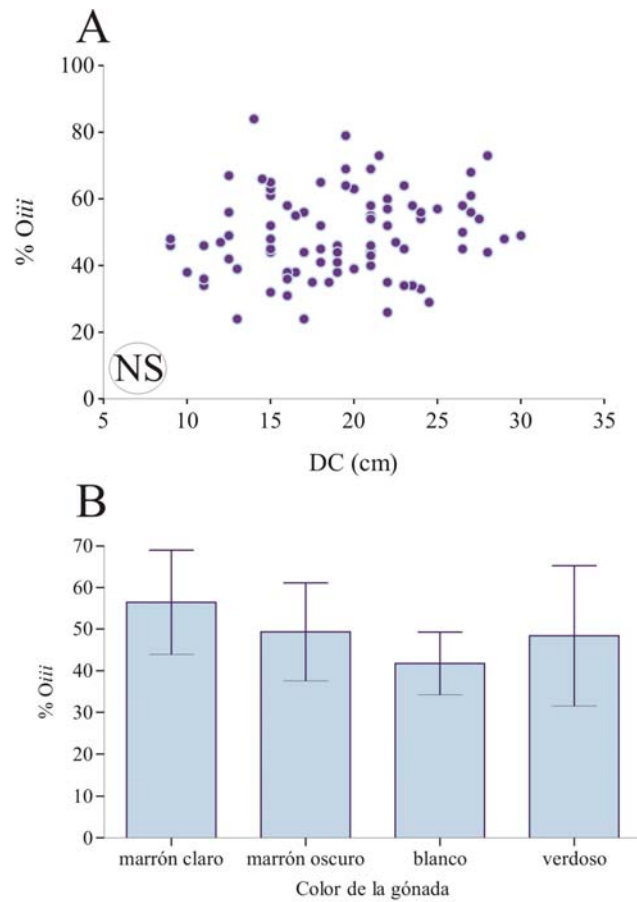 A
100
80
60
40
20
0
% Oiii
NS
5 10 15 20 25 30 35
DC (cm)
B
70
60
50
40
30
20
10
0
% Oiii
marrón claro marrón oscuro blanco verdoso
Color de la gónada